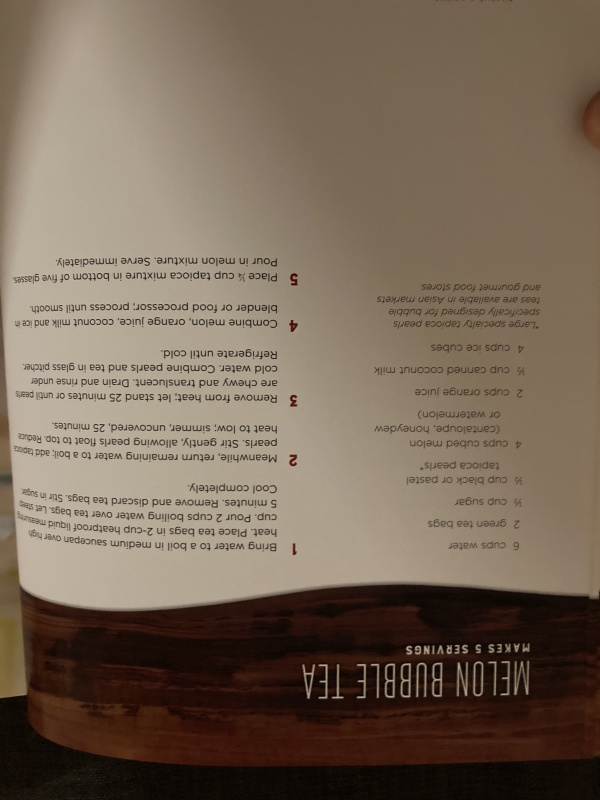 MELON BUBBLE TEA
MAKES 5 SERVINGS
6 cups water
2 green tea bags
½ cup sugar
½ cup black or pastel
tapioca pearls*
4 cups cubed melon
(cantaloupe, honeydew
or watermelon)
2 cups orange juice
½ cup canned coconut milk
4 cups ice cubes
*Large specialty tapioca pearls
specifically designed for bubble
teas are available in Asian markets
and gourmet food stores
1 Bring water to a boil in medium saucepan over high
heat. Place tea bags in 2-cup heatproof liquid measuring
cup. Pour 2 cups boiling water over tea bags. Let steep
5 minutes. Remove and discard tea bags. Stir in sugar.
Cool completely.
2 Meanwhile, return remaining water to a boil; add tapioca
pearls. Stir gently, allowing pearls float to top. Reduce
heat to low; simmer, uncovered, 25 minutes.
3 Remove from heat; let stand 25 minutes or until pearls
are chewy and translucent. Drain and rinse under
cold water. Combine pearls and tea in glass pitcher.
Refrigerate until cold.
4 Combine melon, orange juice, coconut milk and ice in
blender or food processor; process until smooth.
5 Place ¼ cup tapioca mixture in bottom of five glasses.
Pour in melon mixture. Serve immediately.